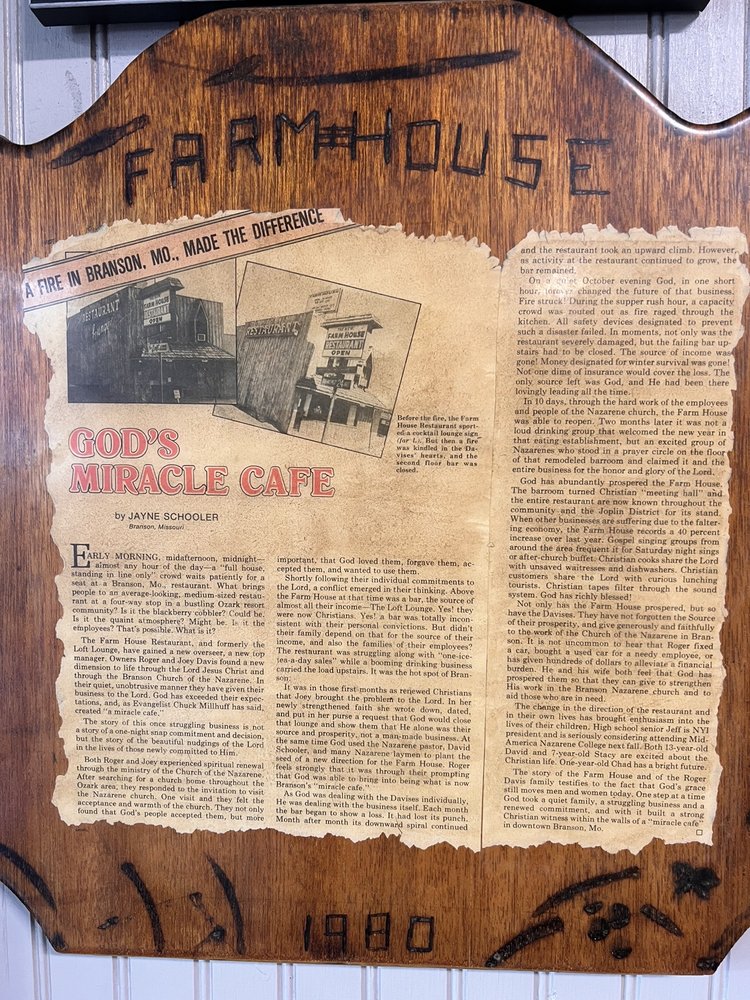 FARM HOUSE
A FIRE IN BRANSON, MO., MADE THE DIFFERENCE
RESTAURANT
Lounge
FARM HOUSE
RESTAURANT
OPEN
RESTAURANT
FARM HOUSE
RESTAURANT
OPEN
Before the fire, the Farm
House Restaurant sport-
ed a cocktail lounge sign
(far l.). But then a fire
was kindled in the Da-
vises' hearts, and the
second floor bar was
closed.
GOD'S
MIRACLE CAFE
by JAYNE SCHOOLER
Branson, Missouri
EARLY MORNING, midafternoon, midnight—
almost any hour of the day—a "full house,
standing in line only" crowd waits patiently for a
seat at a Branson, Mo., restaurant. What brings
people to an average-looking, medium-sized restau-
rant at a four-way stop in a bustling Ozark resort
community? Is it the blackberry cobbler? Could be.
Is it the quaint atmosphere? Might be. Is it the
employees? That's possible. What is it?
The Farm House Restaurant, and formerly the
Loft Lounge, have gained a new overseer, a new top
manager. Owners Roger and Joey Davis found a new
dimension to life through the Lord Jesus Christ and
through the Branson Church of the Nazarene. In
their quiet, unobtrusive manner they have given their
business to the Lord. God has exceeded their expec-
tations, and, as Evangelist Chuck Millhuff has said,
created "a miracle cafe."
The story of this once struggling business is not
a story of a one-night snap commitment and decision,
but the story of the beautiful nudgings of the Lord
in the lives of those newly committed to Him.
Both Roger and Joey experienced spiritual renewal
through the ministry of the Church of the Nazarene.
After searching for a church home throughout the
Ozark area, they responded to the invitation to visit
the Nazarene church. One visit and they felt the
acceptance and warmth of the church. They not only
found that God's people accepted them, but more
important, that God loved them, forgave them, ac-
cepted them, and wanted to use them.
Shortly following their individual commitments to
the Lord, a conflict emerged in their thinking. Above
the Farm House at that time was a bar, the source of
almost all their income—The Loft Lounge. Yes! they
were now Christians. Yes! a bar was totally incon-
sistent with their personal convictions. But didn't
their family depend on that for the source of their
income, and also the families of their employees?
The restaurant was struggling along with "one-ice-
tea-a-day sales" while a booming drinking business
carried the load upstairs. It was the hot spot of Bran-
son.
It was in those first months as renewed Christians
that Joey brought the problem to the Lord. In her
newly strengthened faith she wrote down, dated,
and put in her purse a request that God would close
that lounge and show them that He alone was their
source and prosperity, not a man-made business. At
the same time God used the Nazarene pastor, David
Schooler, and many Nazarene laymen to plant the
seed of a new direction for the Farm House. Roger
feels strongly that it was through their prompting
that God was able to bring into being what is now
Branson's "miracle cafe."
As God was dealing with the Davises individually,
He was dealing with the business itself. Each month
the bar began to show a loss. It had lost its punch.
Month after month its downward spiral continued
and the restaurant took an upward climb. However,
as activity at the restaurant continued to grow, the
bar remained.
On a quiet October evening God, in one short
hour, forever changed the future of that business.
Fire struck! During the supper rush hour, a capacity
crowd was routed out as fire raged through the
kitchen. All safety devices designated to prevent
such a disaster failed. In moments, not only was the
restaurant severely damaged, but the failing bar up-
stairs had to be closed. The source of income was
gone! Money designated for winter survival was gone!
Not one dime of insurance would cover the loss. The
only source left was God, and He had been there
lovingly leading all the time.
In 10 days, through the hard work of the employees
and people of the Nazarene church, the Farm House
was able to reopen. Two months later it was not a
loud drinking group that welcomed the new year in
that eating establishment, but an excited group of
Nazarenes who stood in a prayer circle on the floor
of that remodeled barroom and claimed it and the
entire business for the honor and glory of the Lord.
God has abundantly prospered the Farm House.
The barroom turned Christian "meeting hall" and
the entire restaurant are now known throughout the
community and the Joplin District for its stand.
When other businesses are suffering due to the falter-
ing economy, the Farm House records a 40 percent
increase over last year. Gospel singing groups from
around the area frequent it for Saturday night sings
or after-church buffet. Christian cooks share the Lord
with unsaved waitresses and dishwashers. Christian
customers share the Lord with curious lunching
tourists. Christian tapes filter through the sound
system. God has richly blessed!
Not only has the Farm House prospered, but so
have the Davises. They have not forgotten the Source
of their prosperity, and give generously and faithfully
to the work of the Church of the Nazarene in Bran-
son. It is not uncommon to hear that Roger fixed
a car, bought a used car for a needy employee, or
has given hundreds of dollars to alleviate a financial
burden. He and his wife both feel that God has
prospered them so that they can give to strengthen
His work in the Branson Nazarene church and to
aid those who are in need.
The change in the direction of the restaurant and
in their own lives has brought enthusiasm into the
lives of their children. High school senior Jeff is NYI
president and is seriously considering attending Mid-
America Nazarene College next fall. Both 13-year-old
David and 7-year-old Stacy are excited about the
Christian life. One-year-old Chad has a bright future.
The story of the Farm House and of the Roger
Davis family testifies to the fact that God's grace
still moves men and women today. One step at a time
God took a quiet family, a struggling business and a
renewed commitment, and with it built a strong
Christian witness within the walls of a "miracle cafe"
in downtown Branson, Mo.
1980